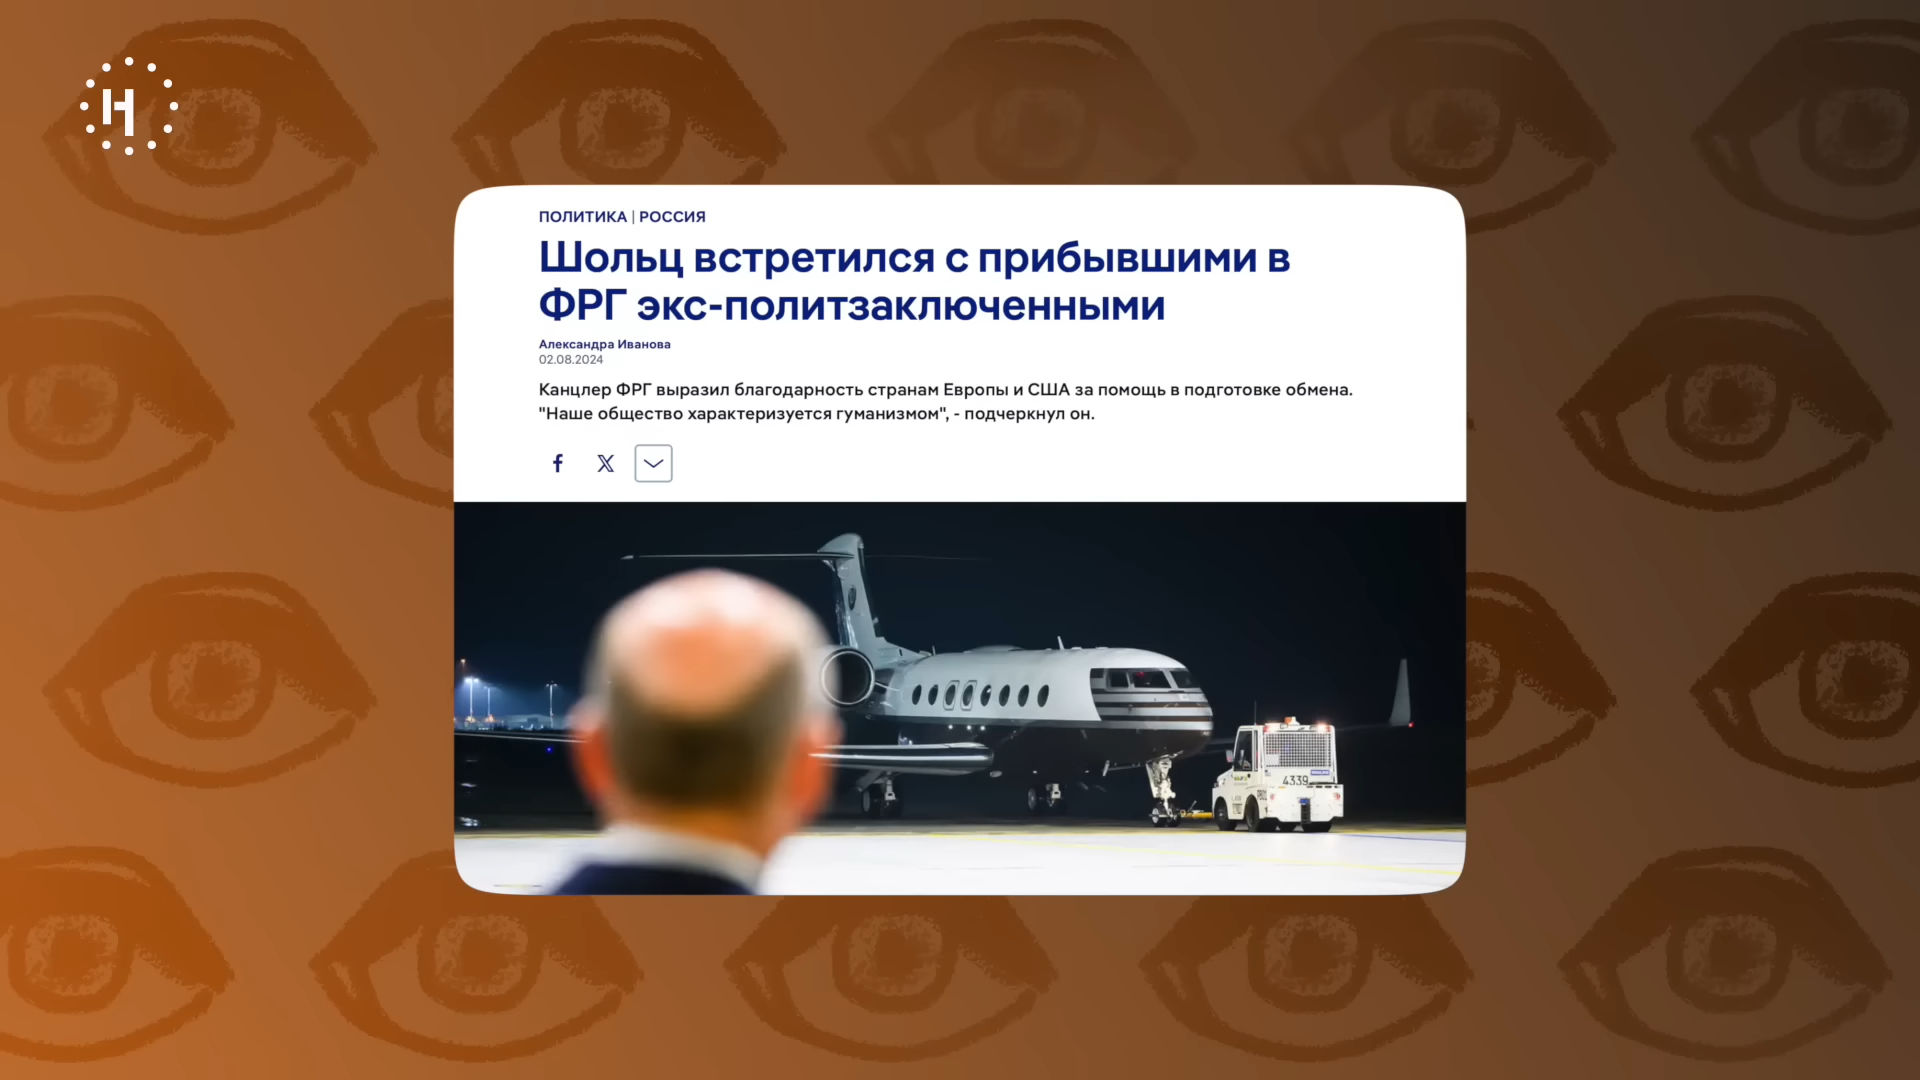 ПОЛИТИКА | РОССИЯ
Шольц встретился с прибывшими в
ФРГ экс-политзаключенными
Александра Иванова
02.08.2024
Канцлер ФРГ выразил благодарность странам Европы и США за помощь в подготовке обмена.
"Наше общество характеризуется гуманизмом", - подчеркнул он.
4339